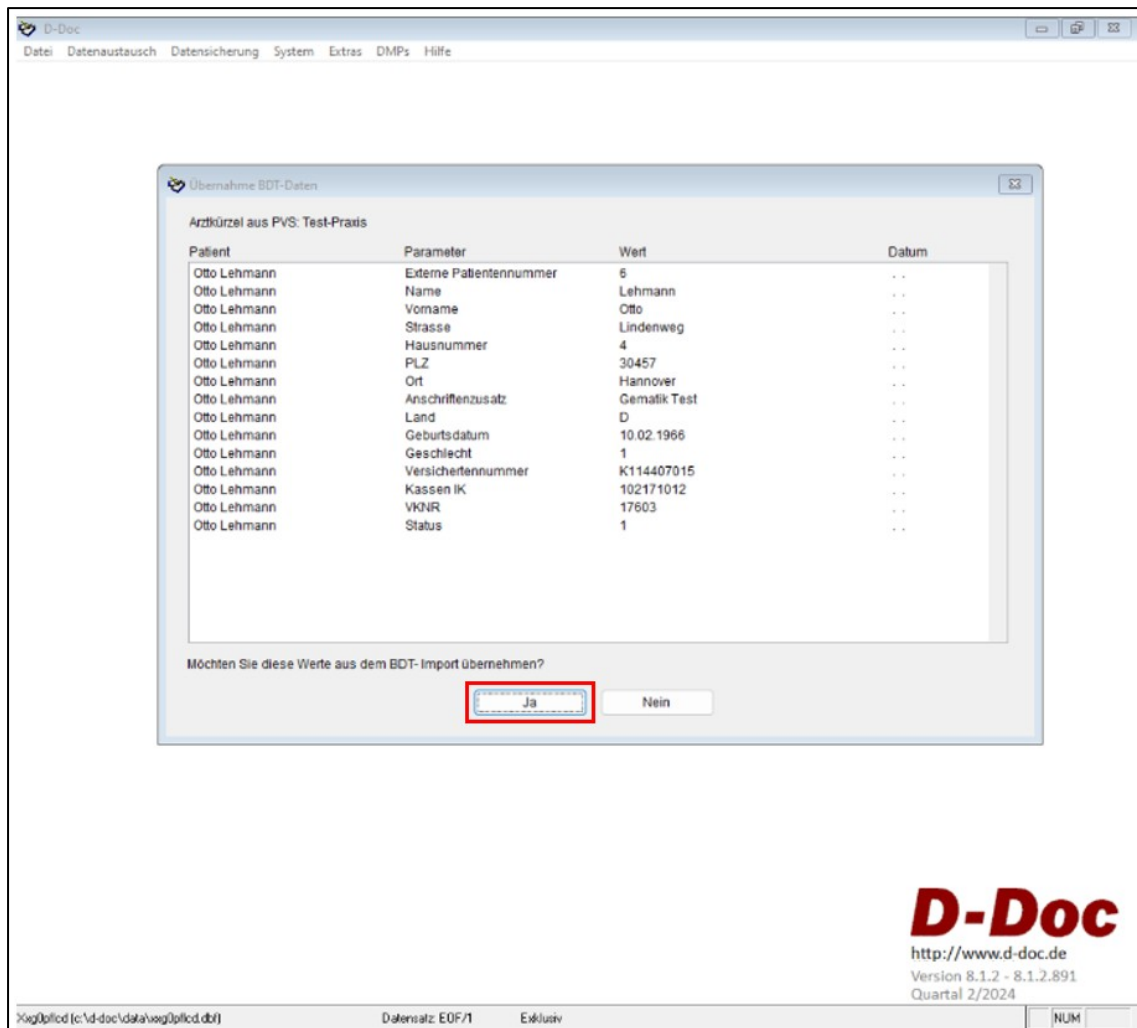 D-Doc
Datei Datenaustausch Datensicherung System Extras DMPs Hilfe
Übernahme BDT-Daten
Arztkürzel aus PVS: Test-Praxis
Patient Parameter Wert Datum
Otto Lehmann Externe Patientennummer 6 . .
Otto Lehmann Name Lehmann . .
Otto Lehmann Vorname Otto . .
Otto Lehmann Strasse Lindenweg . .
Otto Lehmann Hausnummer 4 . .
Otto Lehmann PLZ 30457 . .
Otto Lehmann Ort Hannover . .
Otto Lehmann Anschriftenzusatz Gematik Test . .
Otto Lehmann Land D . .
Otto Lehmann Geburtsdatum 10.02.1966 . .
Otto Lehmann Geschlecht 1 . .
Otto Lehmann Versichertennummer K114407015 . .
Otto Lehmann Kassen IK 102171012 . .
Otto Lehmann VKNR 17603 . .
Otto Lehmann Status 1 . .
Möchten Sie diese Werte aus dem BDT- Import übernehmen?
Ja Nein
D-Doc
http://www.d-doc.de
Version 8.1.2 - 8.1.2.891
Quartal 2/2024
Datensatz: EOF/1 Exklusiv NUM